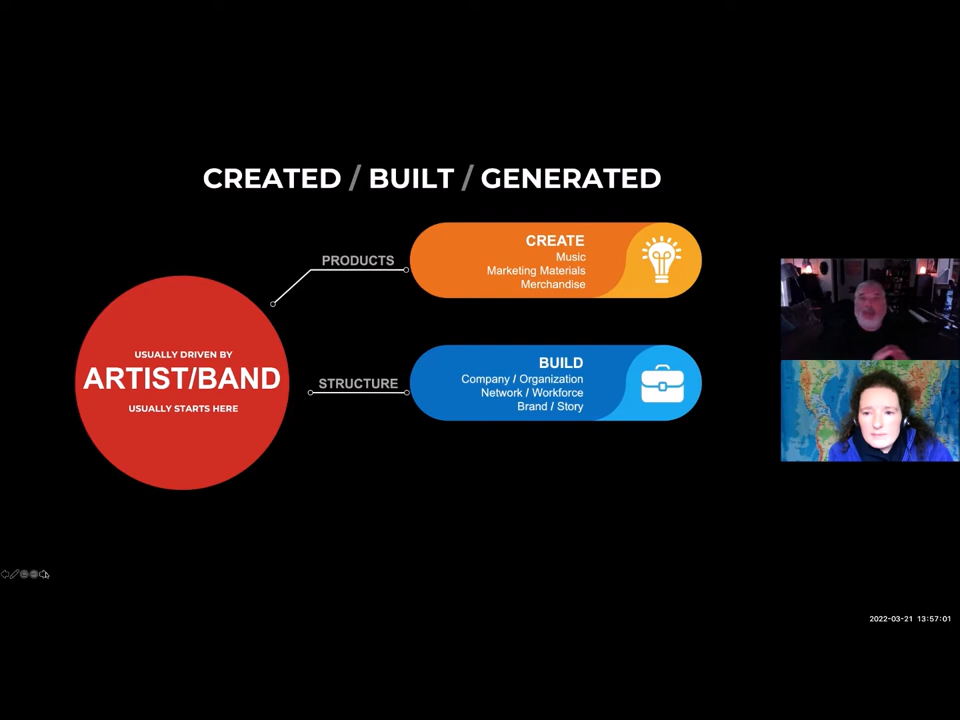 CREATED / BUILT / GENERATED
PRODUCTS
CREATE
Music
Marketing Materials
Merchandise
USUALLY DRIVEN BY
ARTIST/BAND
USUALLY STARTS HERE
STRUCTURE
BUILD
Company / Organization
Network / Workforce
Brand / Story
2022-03-21 13:57:01